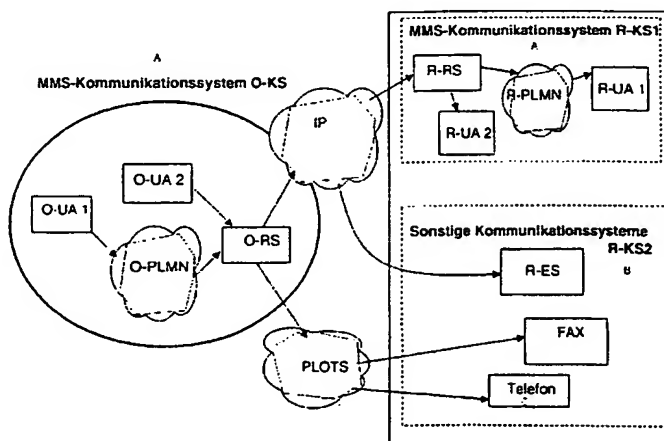 A
MMS-Kommunikationssystem O-KS
O-UA 1
O-UA 2
O-PLMN
O-RS
IP
PLOTS
MMS-Kommunikationssystem R-KS1
A
R-RS
R-PLMN
R-UA 1
R-UA 2
Sonstige Kommunikationssysteme
R-KS2
B
R-ES
FAX
Telefon